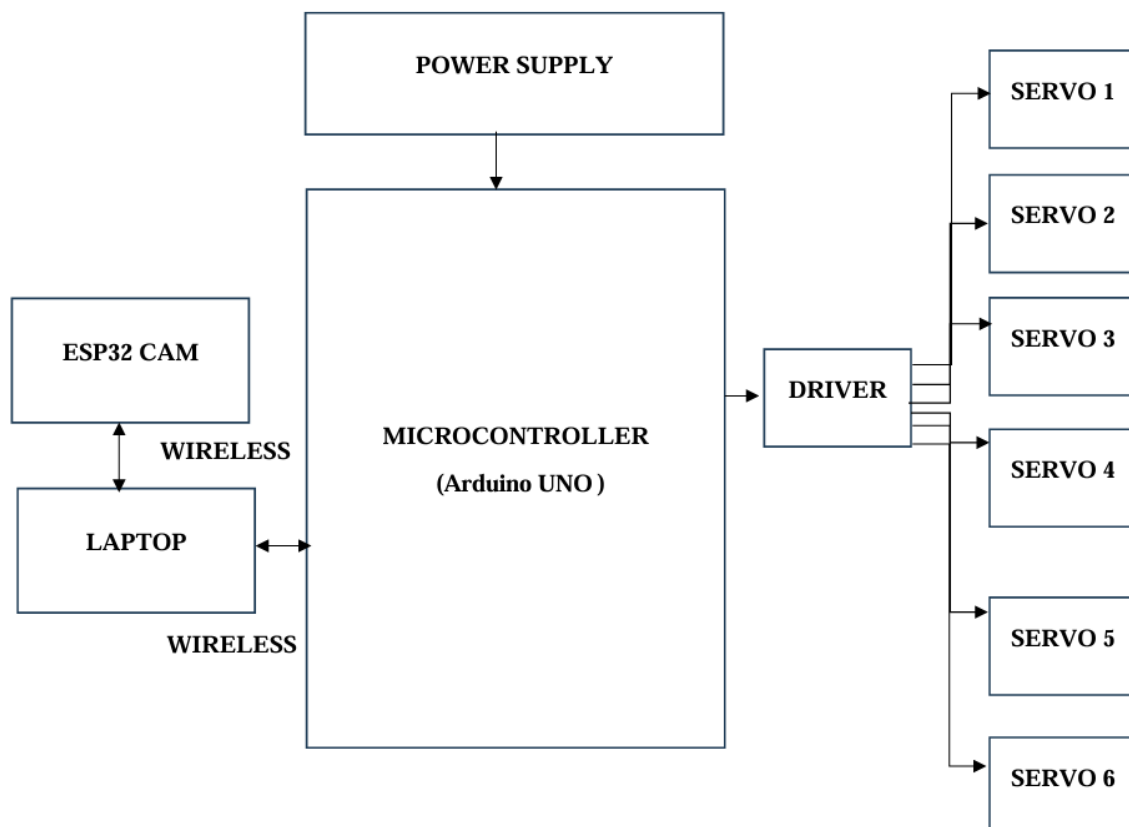 POWER SUPPLY
SERVO 1
SERVO 2
SERVO 3
ESP32 CAM
DRIVER
WIRELESS
MICROCONTROLLER
(Arduino UNO )
SERVO 4
LAPTOP
WIRELESS
SERVO 5
SERVO 6